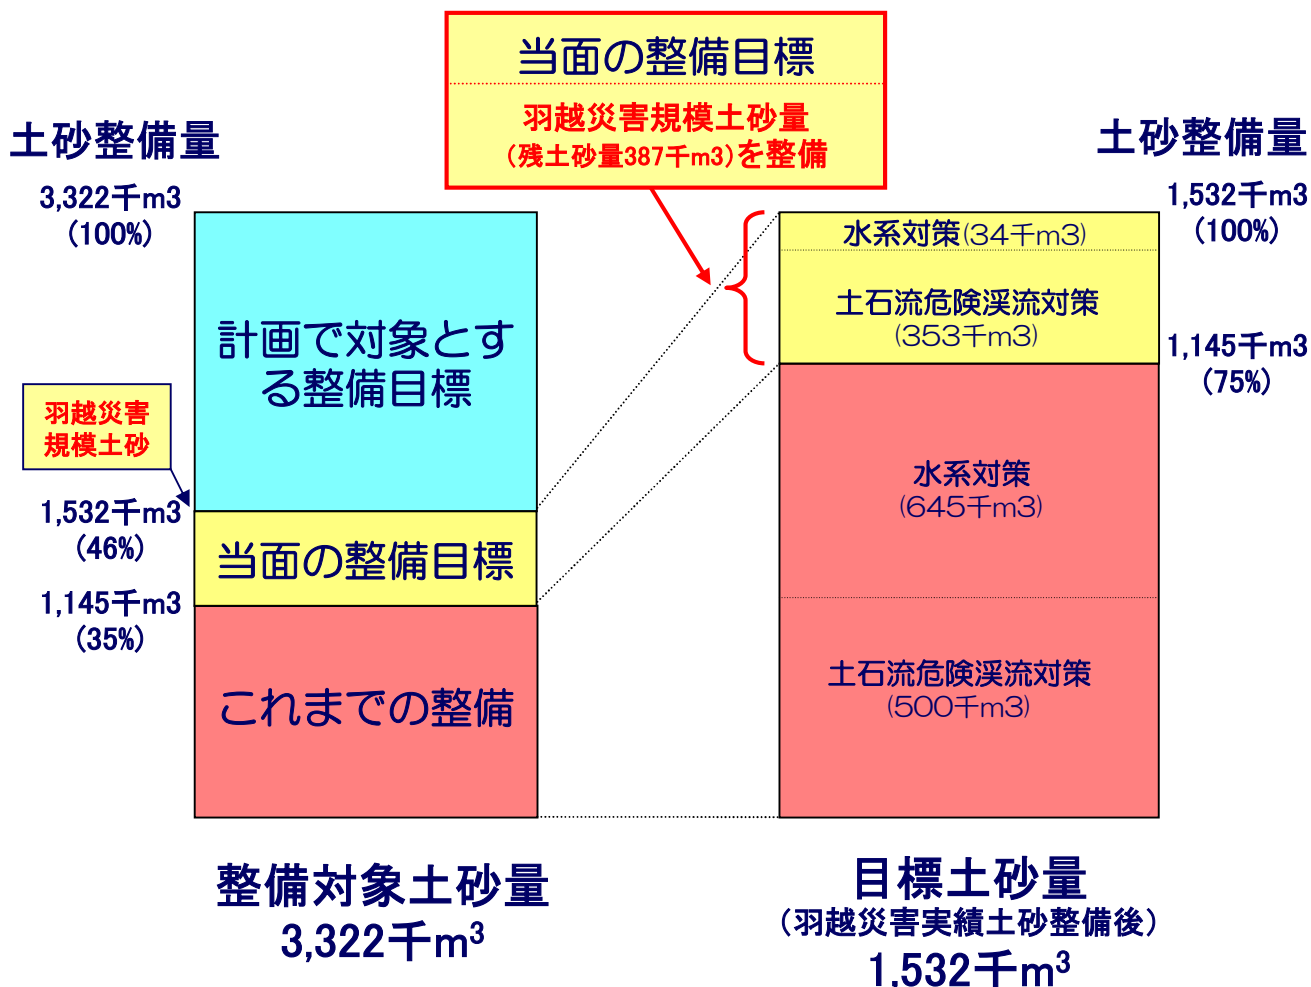 当面の整備目標
羽越災害規模土砂量
（残土砂量387千m3）を整備
土砂整備量
3,322千m3
（100%）
計画で対象とす
る整備目標
羽越災害
規模土砂
1,532千m3
（46%）
当面の整備目標
1,145千m3
（35%）
これまでの整備
整備対象土砂量
3,322千m³
土砂整備量
1,532千m3
（100%）
水系対策(34千m3)
土石流危険渓流対策
(353千m3)
1,145千m3
（75%）
水系対策
(645千m3)
土石流危険渓流対策
(500千m3)
目標土砂量
（羽越災害実績土砂整備後）
1,532千m³